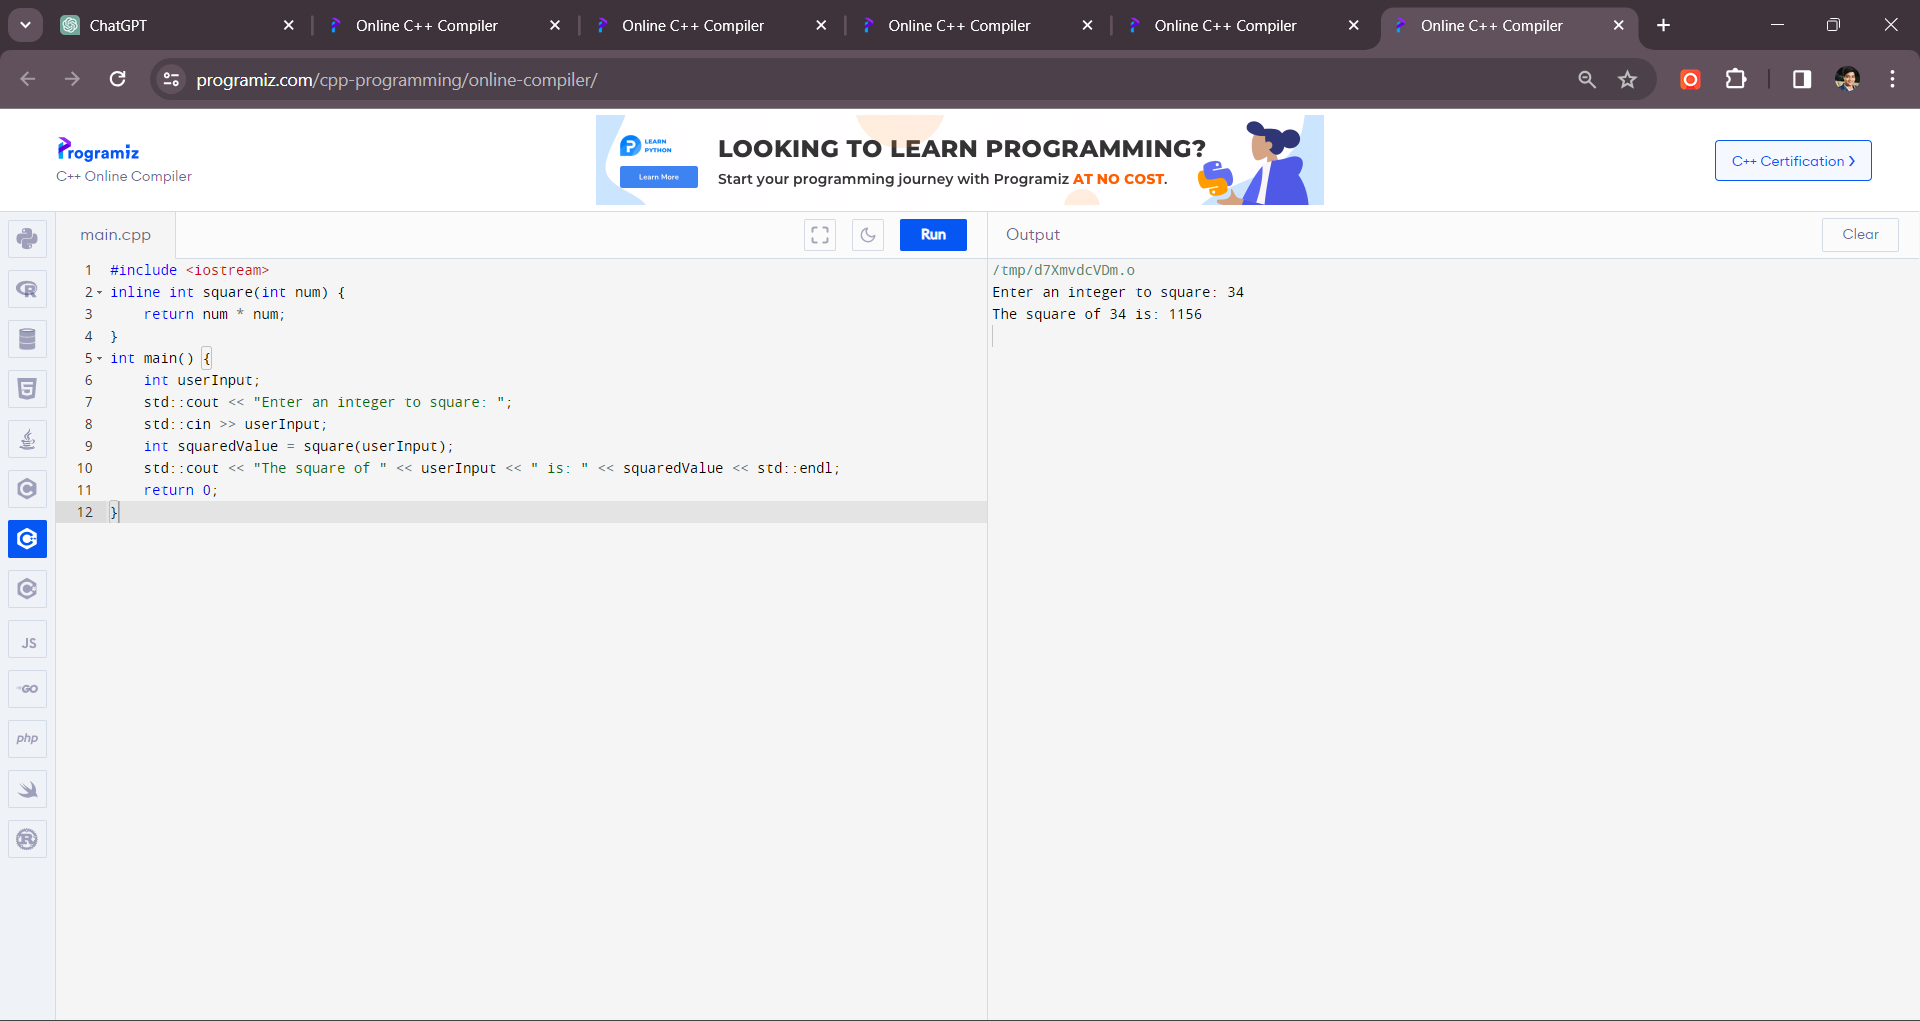 ChatGPT
Online C++ Compiler
Online C++ Compiler
Online C++ Compiler
Online C++ Compiler
Online C++ Compiler
programiz.com/cpp-programming/online-compiler/
Programiz
C++ Online Compiler
LEARN
PYTHON
Learn More
LOOKING TO LEARN PROGRAMMING?
Start your programming journey with Programiz AT NO COST.
C++ Certification
main.cpp
Run
Output
Clear
1 #include <iostream>
2 inline int square(int num) {
3     return num * num;
4 }
5 int main() {
6     int userInput;
7     std::cout << "Enter an integer to square: ";
8     std::cin >> userInput;
9     int squaredValue = square(userInput);
10     std::cout << "The square of " << userInput << " is: " << squaredValue << std::endl;
11     return 0;
12 }
/tmp/d7XmvdcVDm.o
Enter an integer to square: 34
The square of 34 is: 1156
JS
GO
php